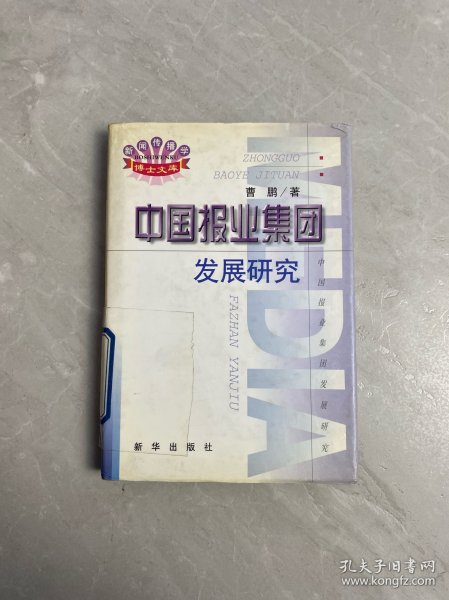 新闻传播学
BOSHIWENKU
博士文库
ZHONGGUO
BAOYE JITUAN
曹 鹏/著
中国报业集团
发展研究
FAZHAN YANJIU
MEDIA
中国报业集团发展研究
新华出版社
孔夫子旧书网
www.kongfz.com